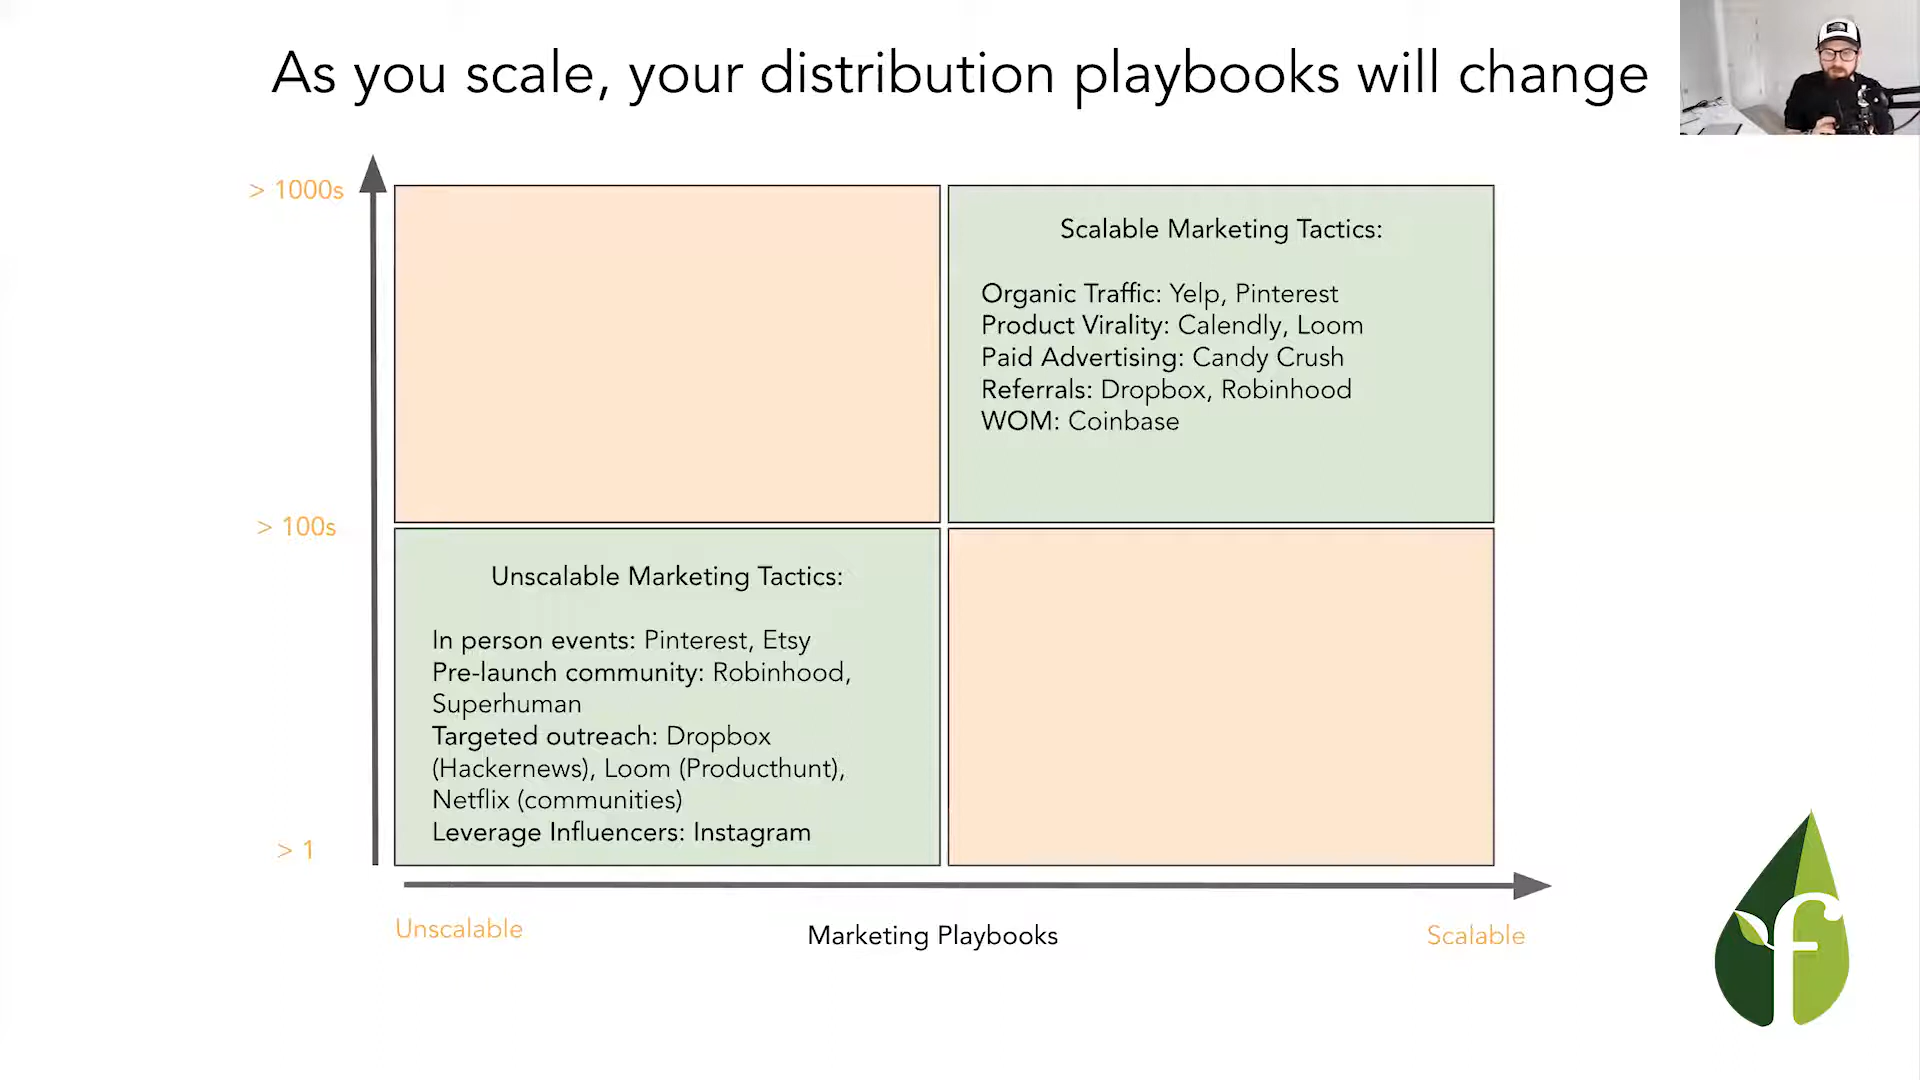 As you scale, your distribution playbooks will change
> 1000s
Scalable Marketing Tactics:
Organic Traffic: Yelp, Pinterest
Product Virality: Calendly, Loom
Paid Advertising: Candy Crush
Referrals: Dropbox, Robinhood
WOM: Coinbase
> 100s
Unscalable Marketing Tactics:
In person events: Pinterest, Etsy
Pre-launch community: Robinhood,
Superhuman
Targeted outreach: Dropbox
(Hackernews), Loom (Producthunt),
Netflix (communities)
Leverage Influencers: Instagram
> 1
Unscalable
Marketing Playbooks
Scalable
f